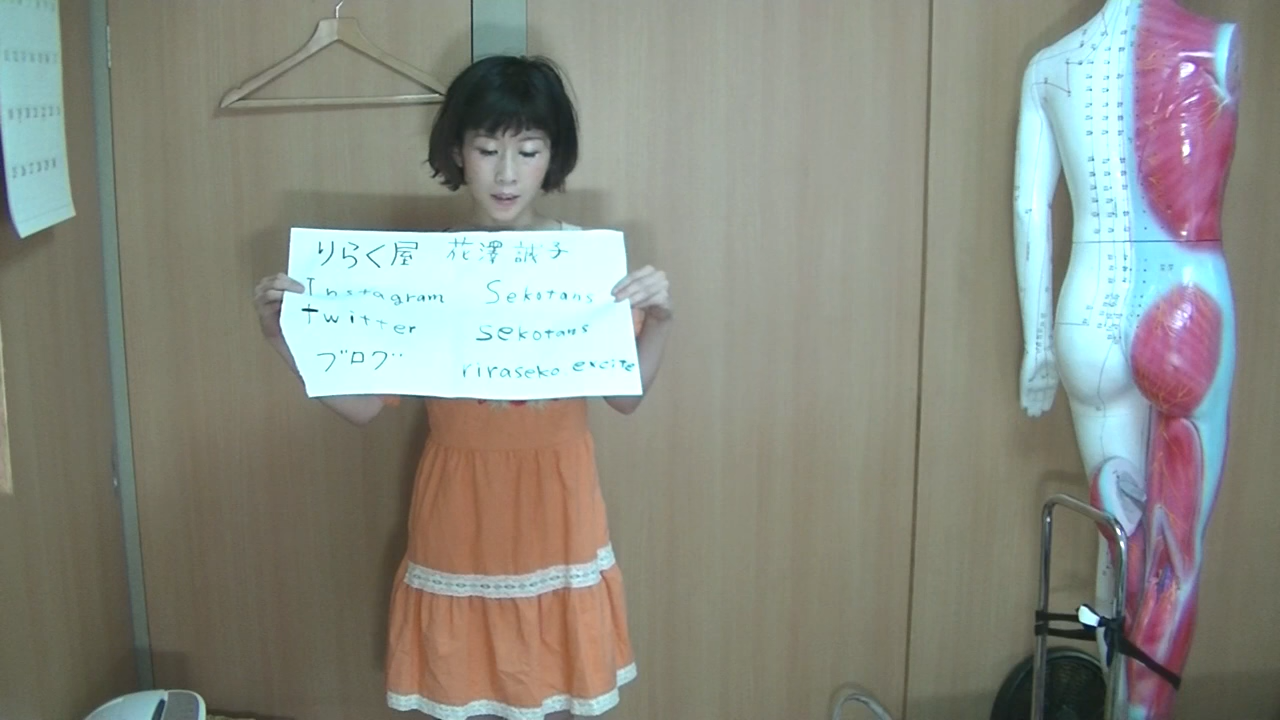 りらく屋 花澤誠子
Instagram Sekotans
twitter sekotans
ブログ riraseko excite